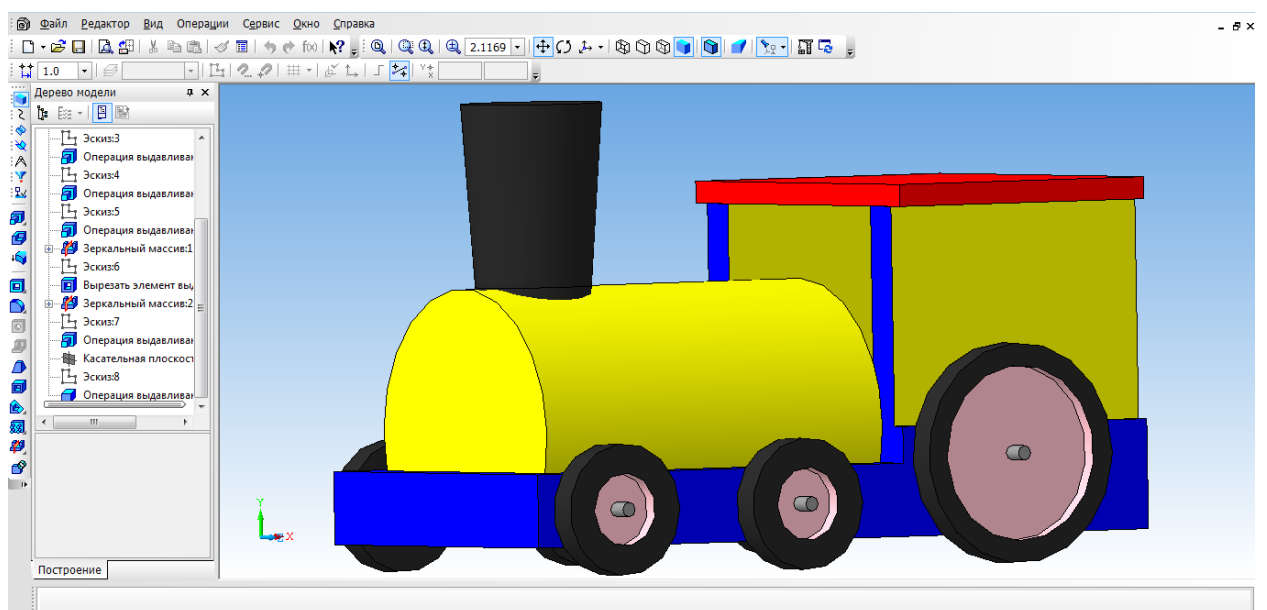 Файл Редактор Вид Операции Сервис Окно Справка
2.1169
1.0
Дерево модели
Эскиз:3
Операция выдавливан
Эскиз:4
Операция выдавливан
Эскиз:5
Операция выдавливан
Зеркальный массив:1
Эскиз:6
Вырезать элемент выд
Зеркальный массив:2
Эскиз:7
Операция выдавливан
Касательная плоскост
Эскиз:8
Операция выдавливан
Y
X
Построение